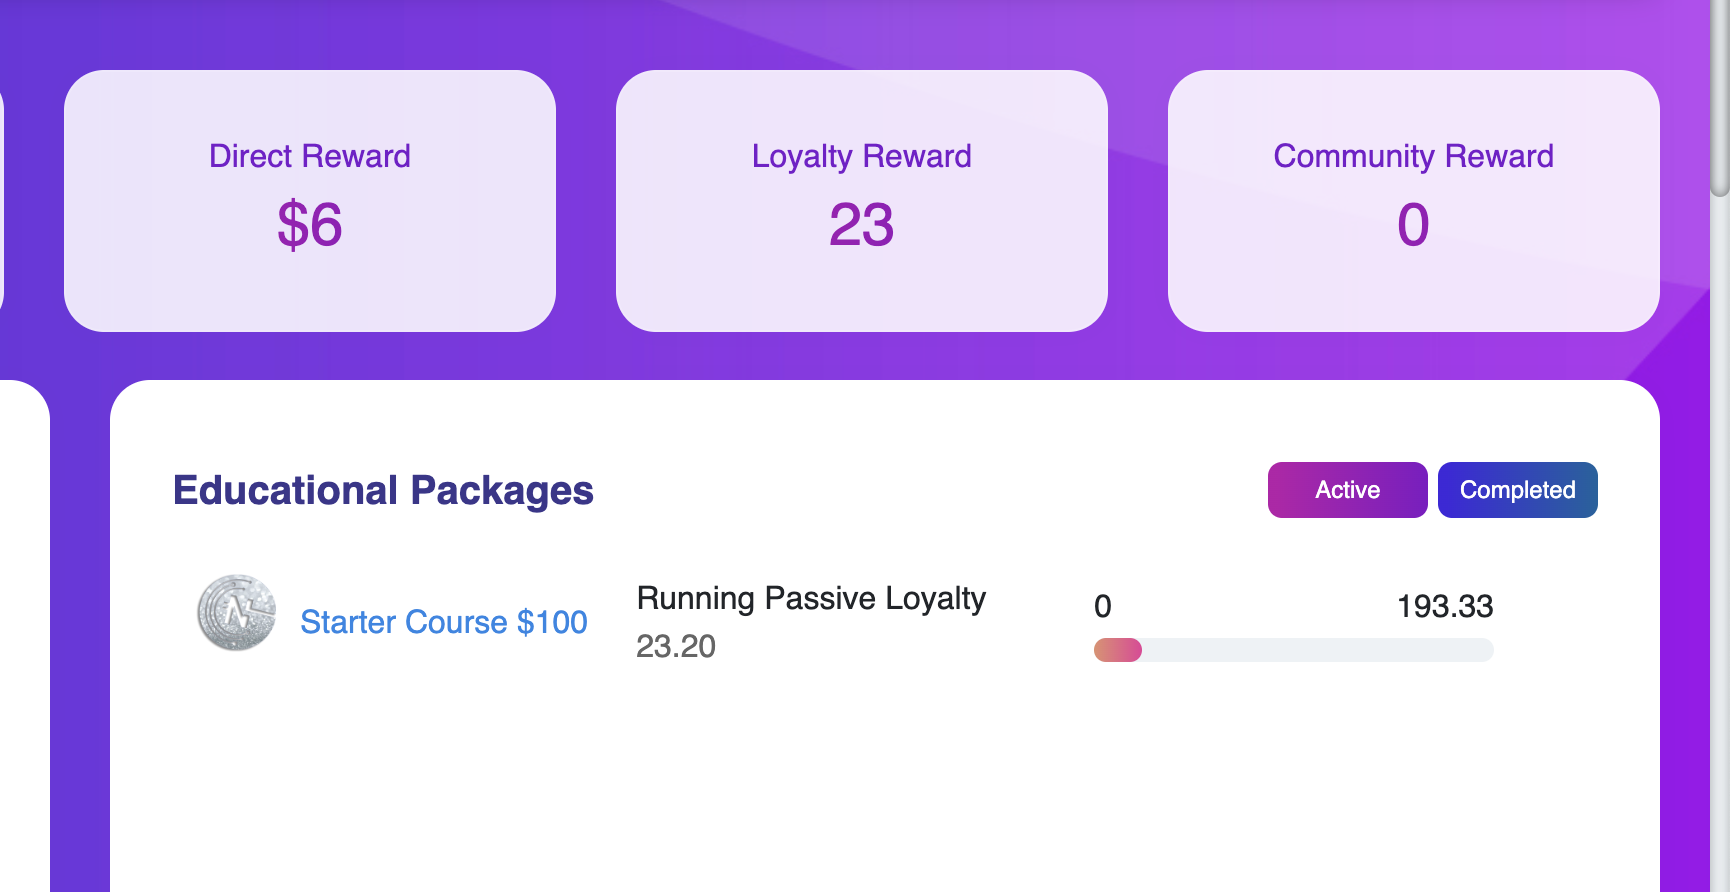 Direct Reward
$6
Loyalty Reward
23
Community Reward
0
Educational Packages
Active
Completed
Starter Course $100
Running Passive Loyalty
23.20
0
193.33